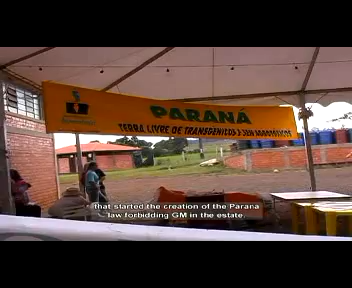 PARANÁ
TERRA LIVRE DE TRANSGÊNICOS E SEM AGROTÓXICOS
that started the creation of the Parana
law forbidding GM in the estate.